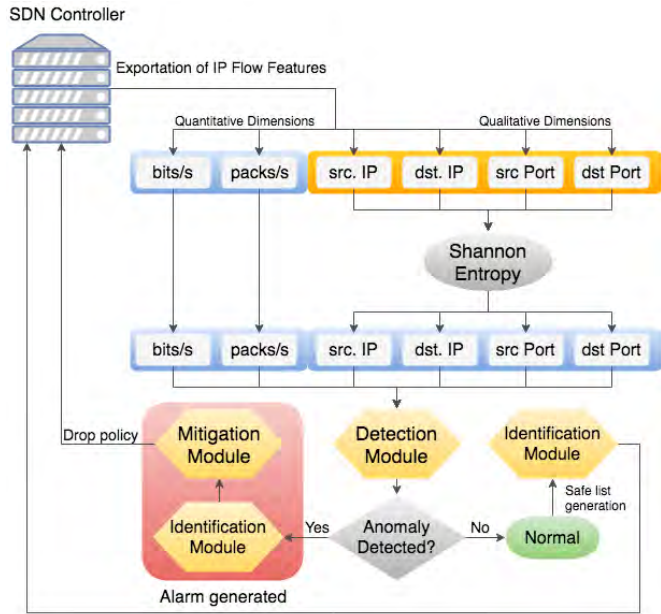 SDN Controller
Exportation of IP Flow Features
Quantitative Dimensions
Qualitative Dimensions
bits/s
packs/s
src. IP
dst. IP
src Port
dst Port
Shannon
Entropy
bits/s
packs/s
src. IP
dst. IP
src Port
dst Port
Drop policy
Mitigation
Module
Detection
Module
Identification
Module
Safe list
generation
Identification
Module
Yes
Anomaly
Detected?
No
Normal
Alarm generated